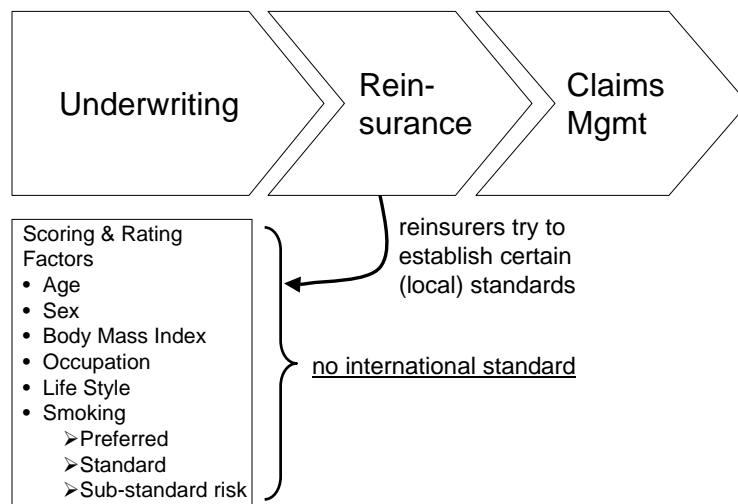 Underwriting
Rein-
surance
Claims
Mgmt
reinsurers try to
establish certain
(local) standards
Scoring & Rating
Factors
• Age
• Sex
• Body Mass Index
• Occupation
• Life Style
• Smoking
➢Preferred
➢Standard
➢Sub-standard risk
no international standard